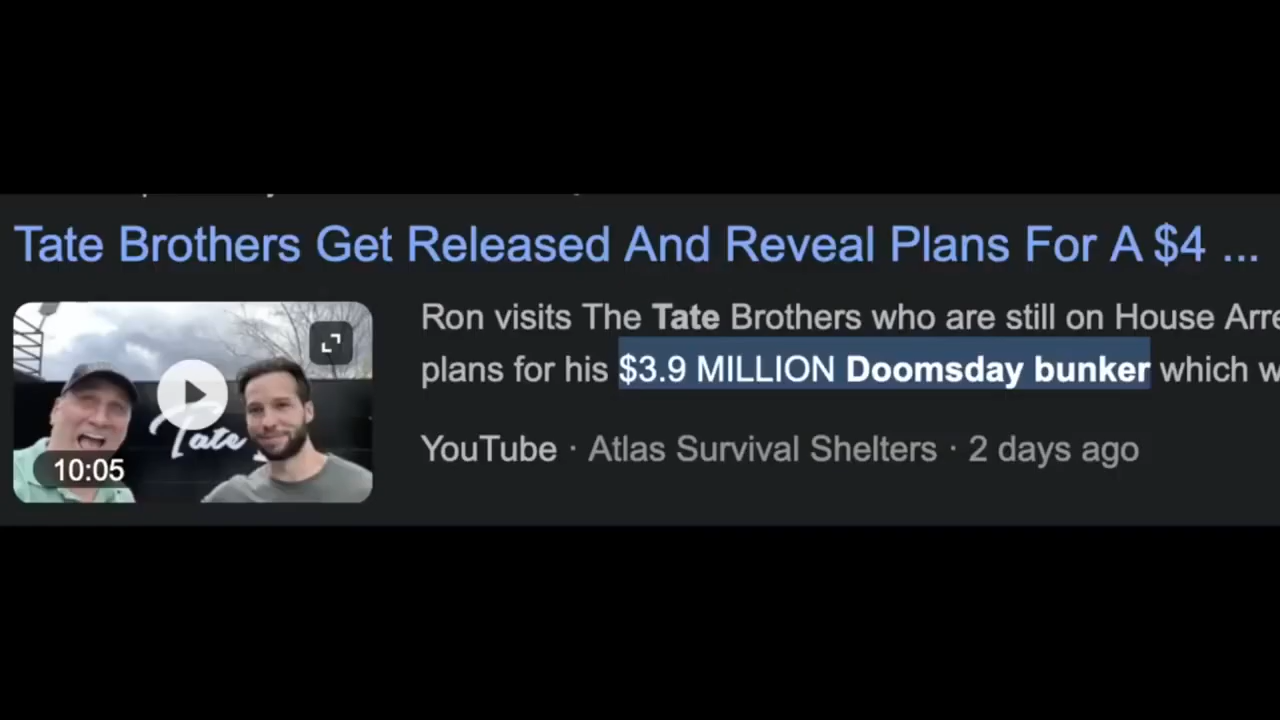 Tate Brothers Get Released And Reveal Plans For A $4 ...
Ron visits The Tate Brothers who are still on House Arre
plans for his $3.9 MILLION Doomsday bunker which w
Tate
10:05
YouTube · Atlas Survival Shelters · 2 days ago